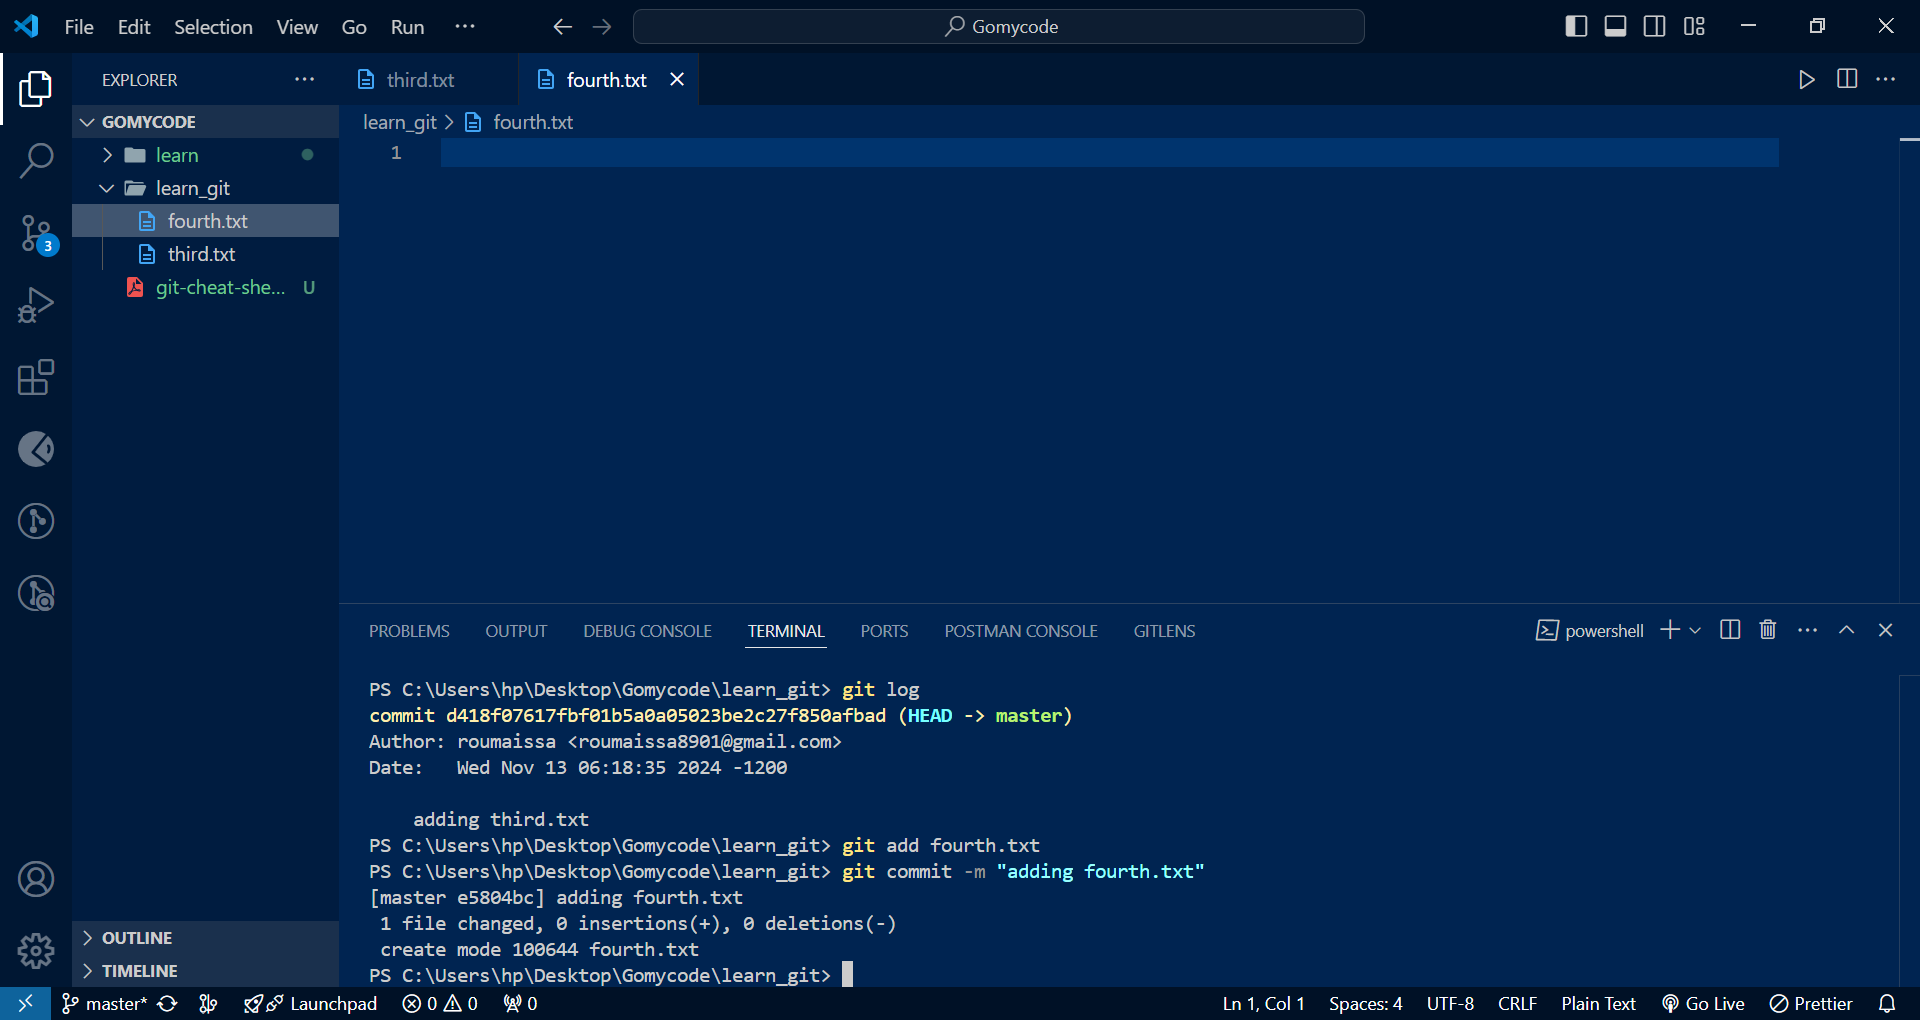 File Edit Selection View Go Run ··· Gomycode
EXPLORER ··· third.txt fourth.txt
GOMYCODE
learn_git > fourth.txt
learn
1
learn_git
fourth.txt
third.txt
3
git-cheat-she... U
PROBLEMS OUTPUT DEBUG CONSOLE TERMINAL PORTS POSTMAN CONSOLE GITLENS powershell
PS C:\Users\hp\Desktop\Gomycode\learn_git> git log
commit d418f07617fbf01b5a0a05023be2c27f850afbad (HEAD -> master)
Author: roumaissa <roumaissa8901@gmail.com>
Date:   Wed Nov 13 06:18:35 2024 -1200
adding third.txt
PS C:\Users\hp\Desktop\Gomycode\learn_git> git add fourth.txt
PS C:\Users\hp\Desktop\Gomycode\learn_git> git commit -m "adding fourth.txt"
[master e5804bc] adding fourth.txt
1 file changed, 0 insertions(+), 0 deletions(-)
create mode 100644 fourth.txt
PS C:\Users\hp\Desktop\Gomycode\learn_git>
OUTLINE
TIMELINE
master* Launchpad 0 0 0 Ln 1, Col 1 Spaces: 4 UTF-8 CRLF Plain Text Go Live Prettier